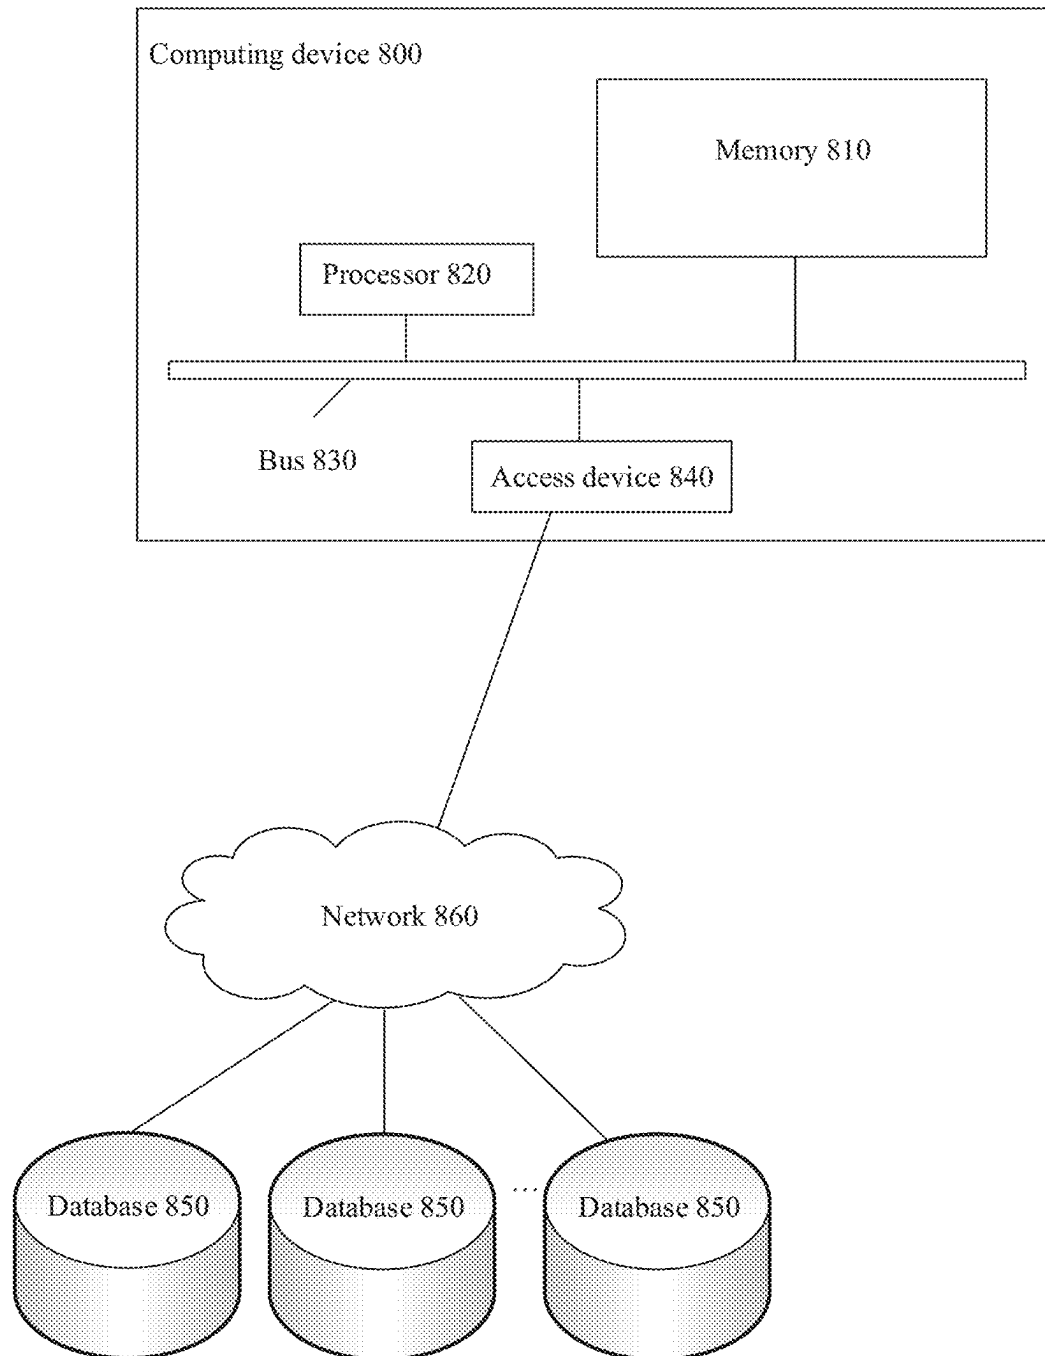 Computing device 800
Memory 810
Processor 820
Bus 830
Access device 840
Network 860
Database 850
Database 850
...
Database 850